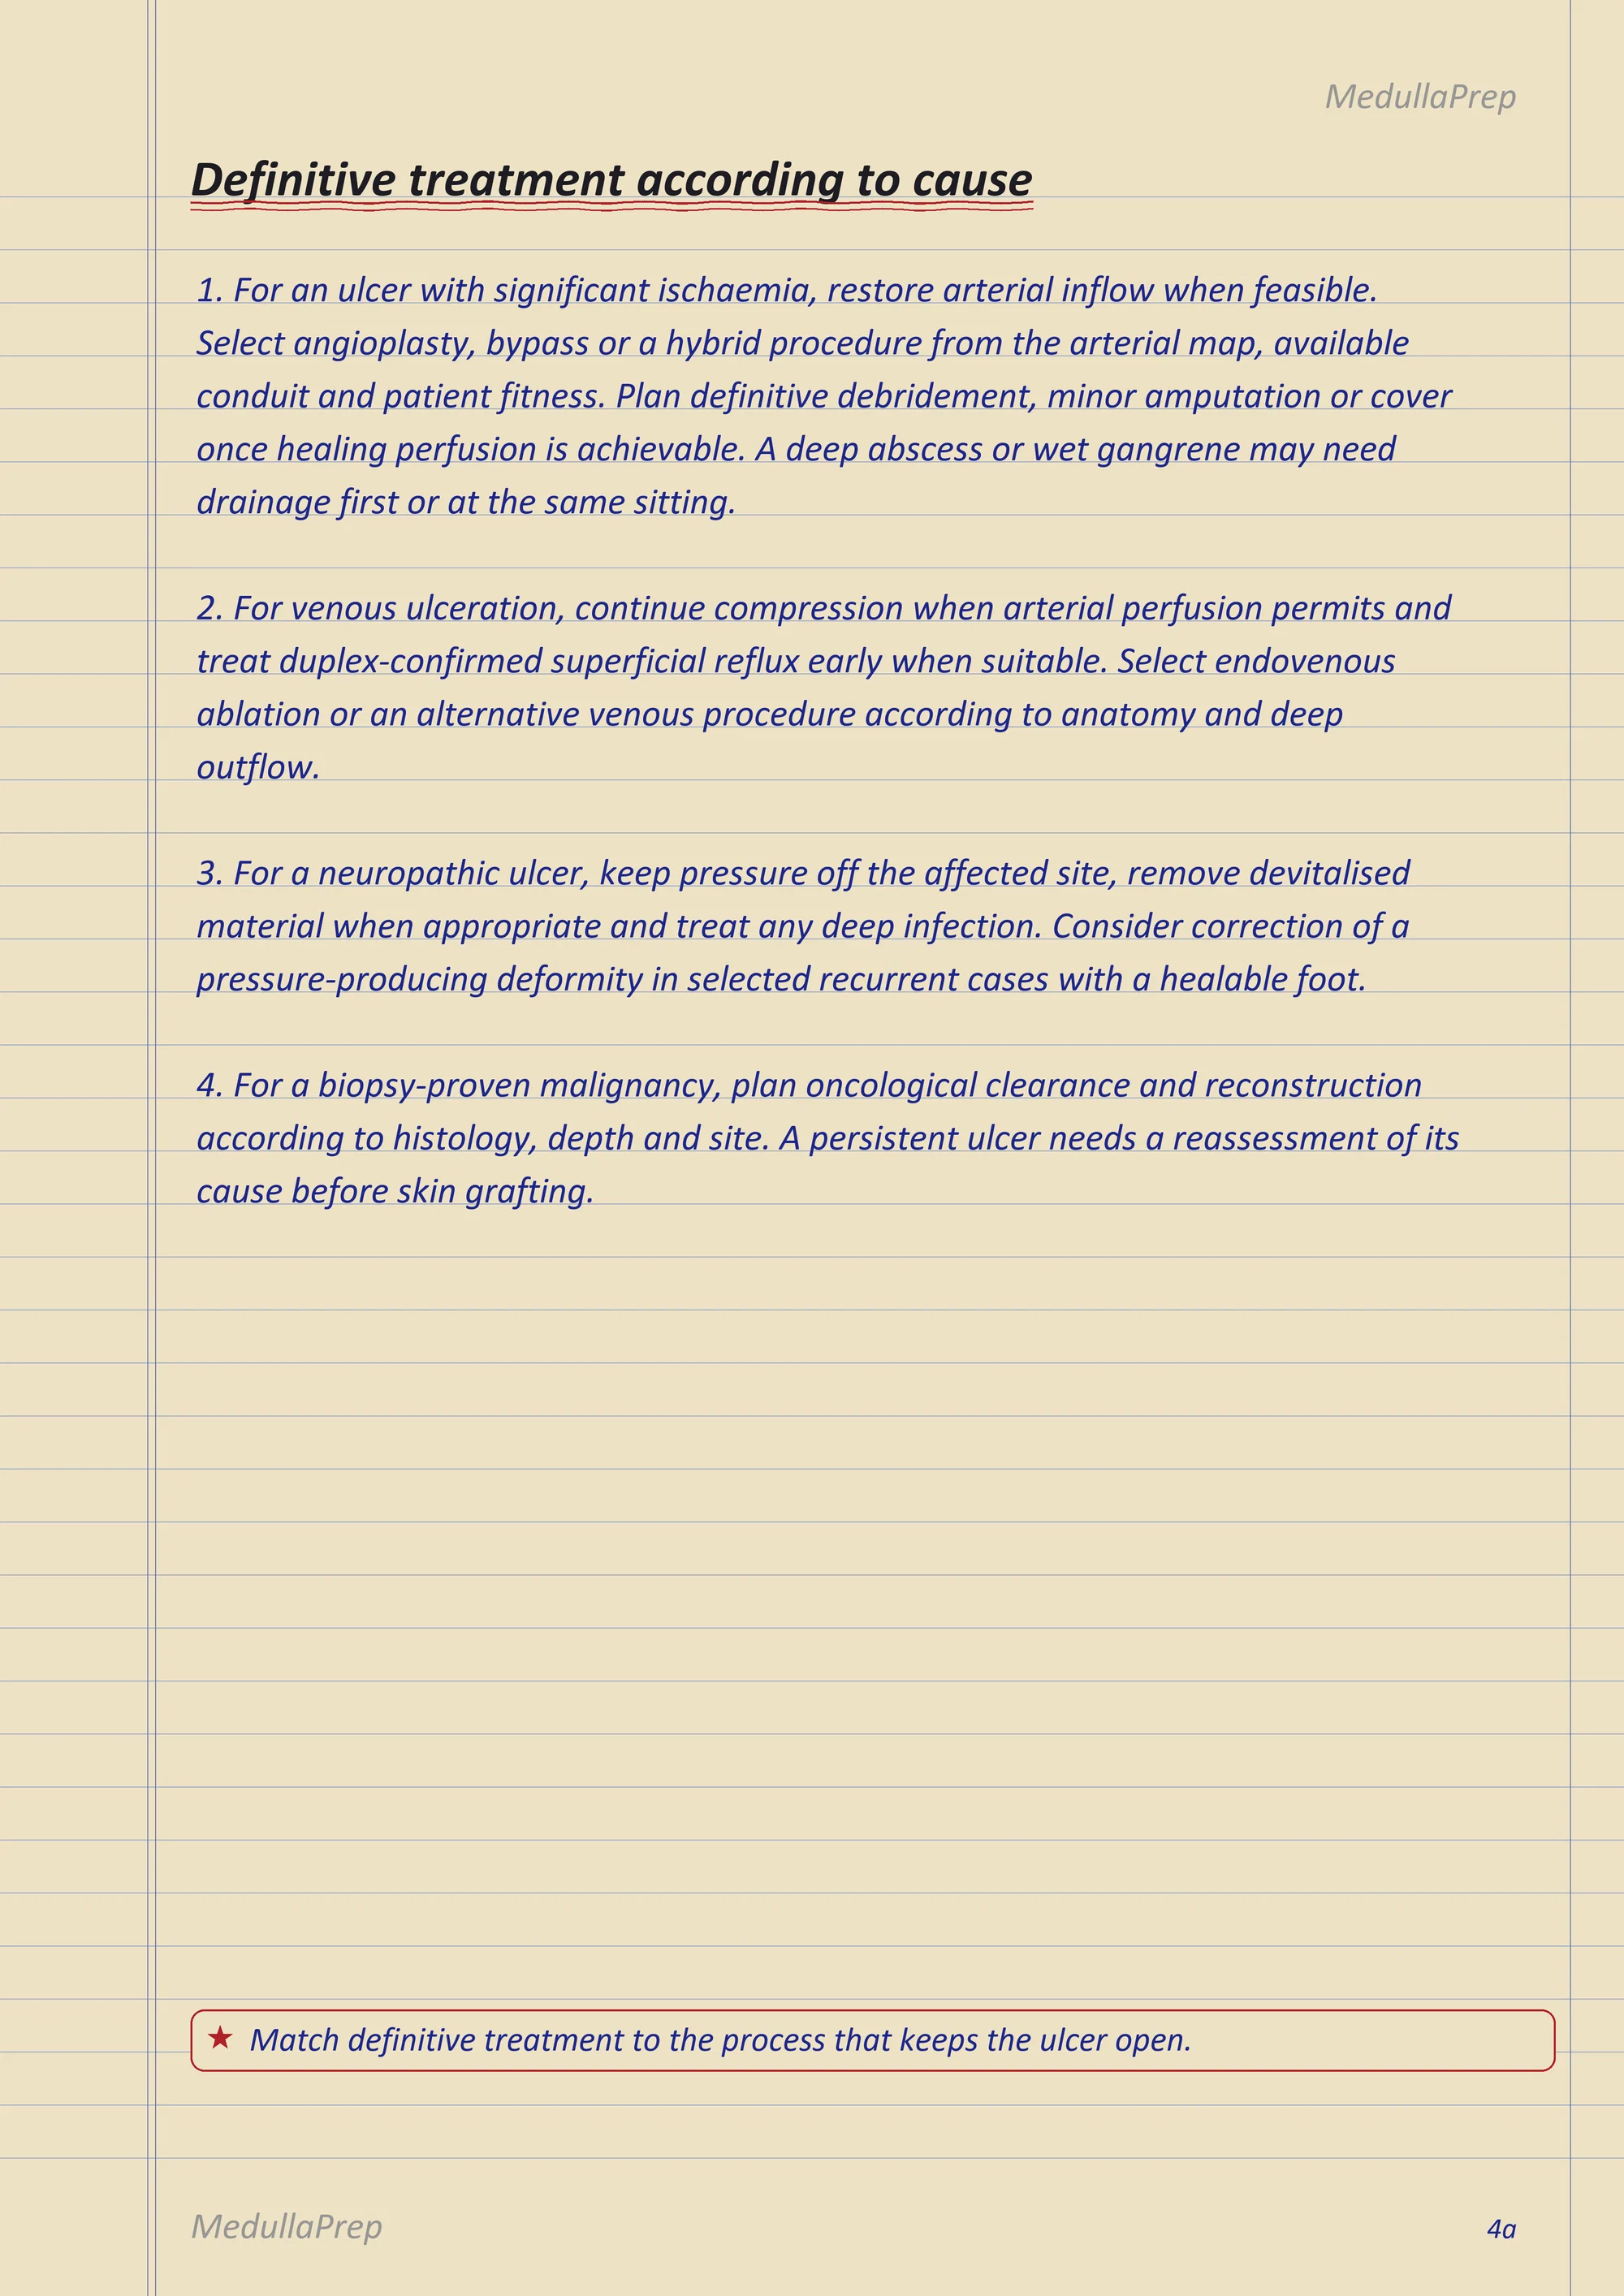 MedullaPrep
Definitive treatment according to cause
1. For an ulcer with significant ischaemia, restore arterial inflow when feasible.
Select angioplasty, bypass or a hybrid procedure from the arterial map, available
conduit and patient fitness. Plan definitive debridement, minor amputation or cover
once healing perfusion is achievable. A deep abscess or wet gangrene may need
drainage first or at the same sitting.
2. For venous ulceration, continue compression when arterial perfusion permits and
treat duplex-confirmed superficial reflux early when suitable. Select endovenous
ablation or an alternative venous procedure according to anatomy and deep
outflow.
3. For a neuropathic ulcer, keep pressure off the affected site, remove devitalised
material when appropriate and treat any deep infection. Consider correction of a
pressure-producing deformity in selected recurrent cases with a healable foot.
4. For a biopsy-proven malignancy, plan oncological clearance and reconstruction
according to histology, depth and site. A persistent ulcer needs a reassessment of its
cause before skin grafting.
★ Match definitive treatment to the process that keeps the ulcer open.
MedullaPrep
4a